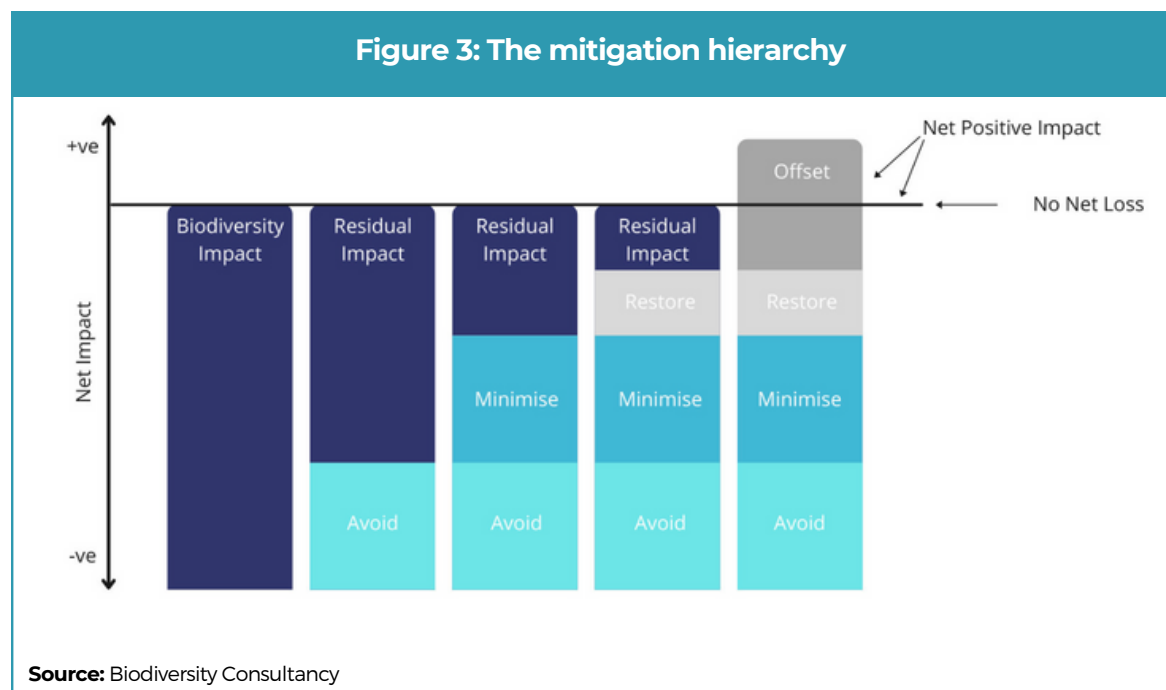 Figure 3: The mitigation hierarchy
+ve
Net Positive Impact
Offset
No Net Loss
Biodiversity
Impact
Residual
Impact
Residual
Impact
Residual
Impact
Restore
Restore
Net Impact
Minimise
Minimise
Minimise
Avoid
Avoid
Avoid
Avoid
-ve
Source: Biodiversity Consultancy